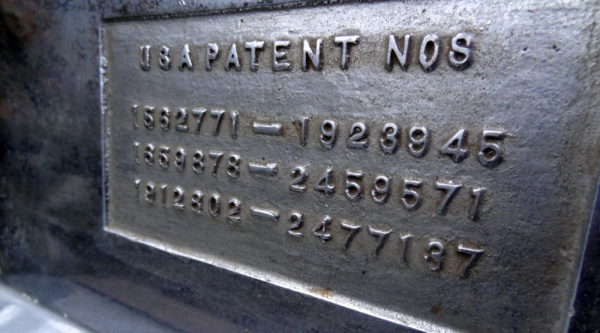 USA PATENT NOS
1562771 — 1923945
1659878 — 2459571
1912802 — 2477137